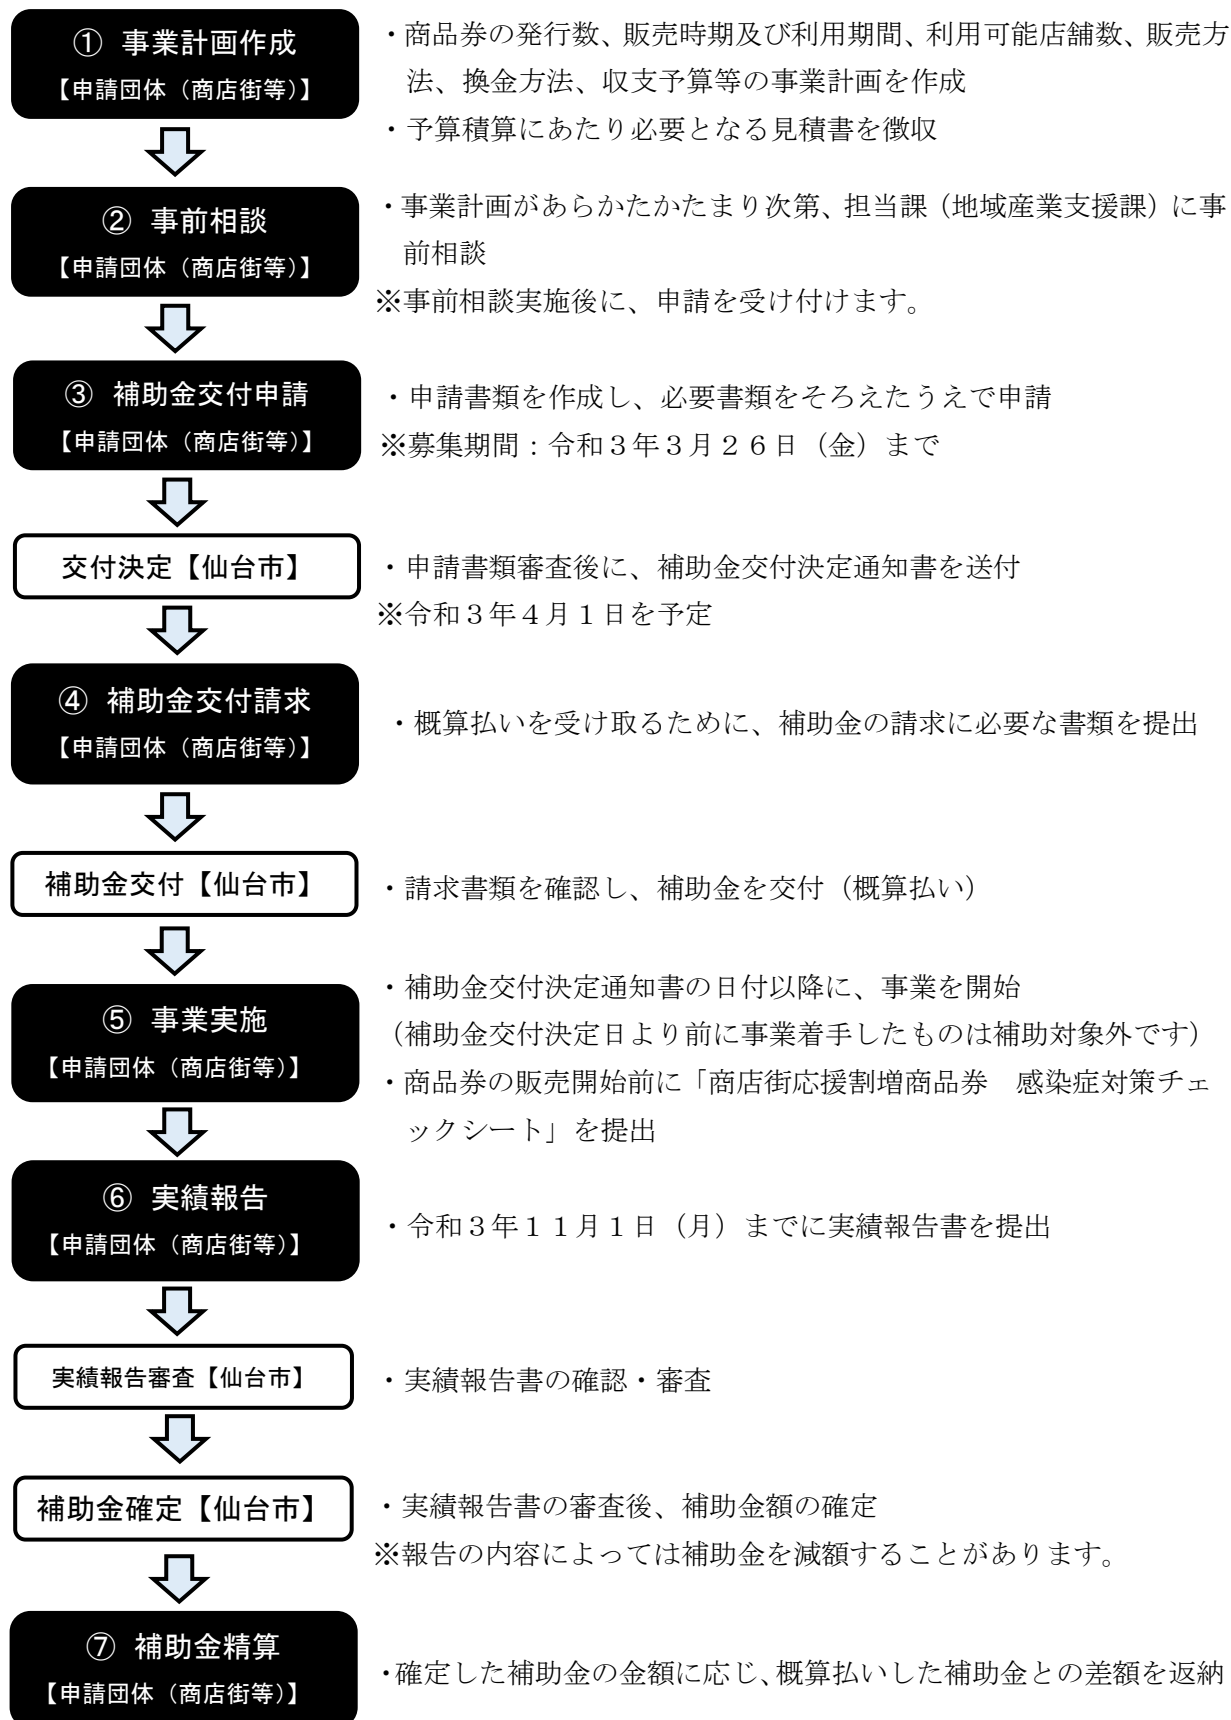 ① 事業計画作成
【申請団体（商店街等）】
・商品券の発行数、販売時期及び利用期間、利用可能店舗数、販売方
法、換金方法、収支予算等の事業計画を作成
・予算積算にあたり必要となる見積書を徴収
② 事前相談
【申請団体（商店街等）】
・事業計画があらかたかたまり次第、担当課（地域産業支援課）に事
前相談
※事前相談実施後に、申請を受け付けます。
③ 補助金交付申請
【申請団体（商店街等）】
・申請書類を作成し、必要書類をそろえたうえで申請
※募集期間：令和３年３月２６日（金）まで
交付決定【仙台市】
・申請書類審査後に、補助金交付決定通知書を送付
※令和３年４月１日を予定
④ 補助金交付請求
【申請団体（商店街等）】
・概算払いを受け取るために、補助金の請求に必要な書類を提出
補助金交付【仙台市】
・請求書類を確認し、補助金を交付（概算払い）
⑤ 事業実施
【申請団体（商店街等）】
・補助金交付決定通知書の日付以降に、事業を開始
（補助金交付決定日より前に事業着手したものは補助対象外です）
・商品券の販売開始前に「商店街応援割増商品券　感染症対策チェ
ックシート」を提出
⑥ 実績報告
【申請団体（商店街等）】
・令和３年１１月１日（月）までに実績報告書を提出
実績報告審査【仙台市】
・実績報告書の確認・審査
補助金確定【仙台市】
・実績報告書の審査後、補助金額の確定
※報告の内容によっては補助金を減額することがあります。
⑦ 補助金精算
【申請団体（商店街等）】
・確定した補助金の金額に応じ、概算払いした補助金との差額を返納